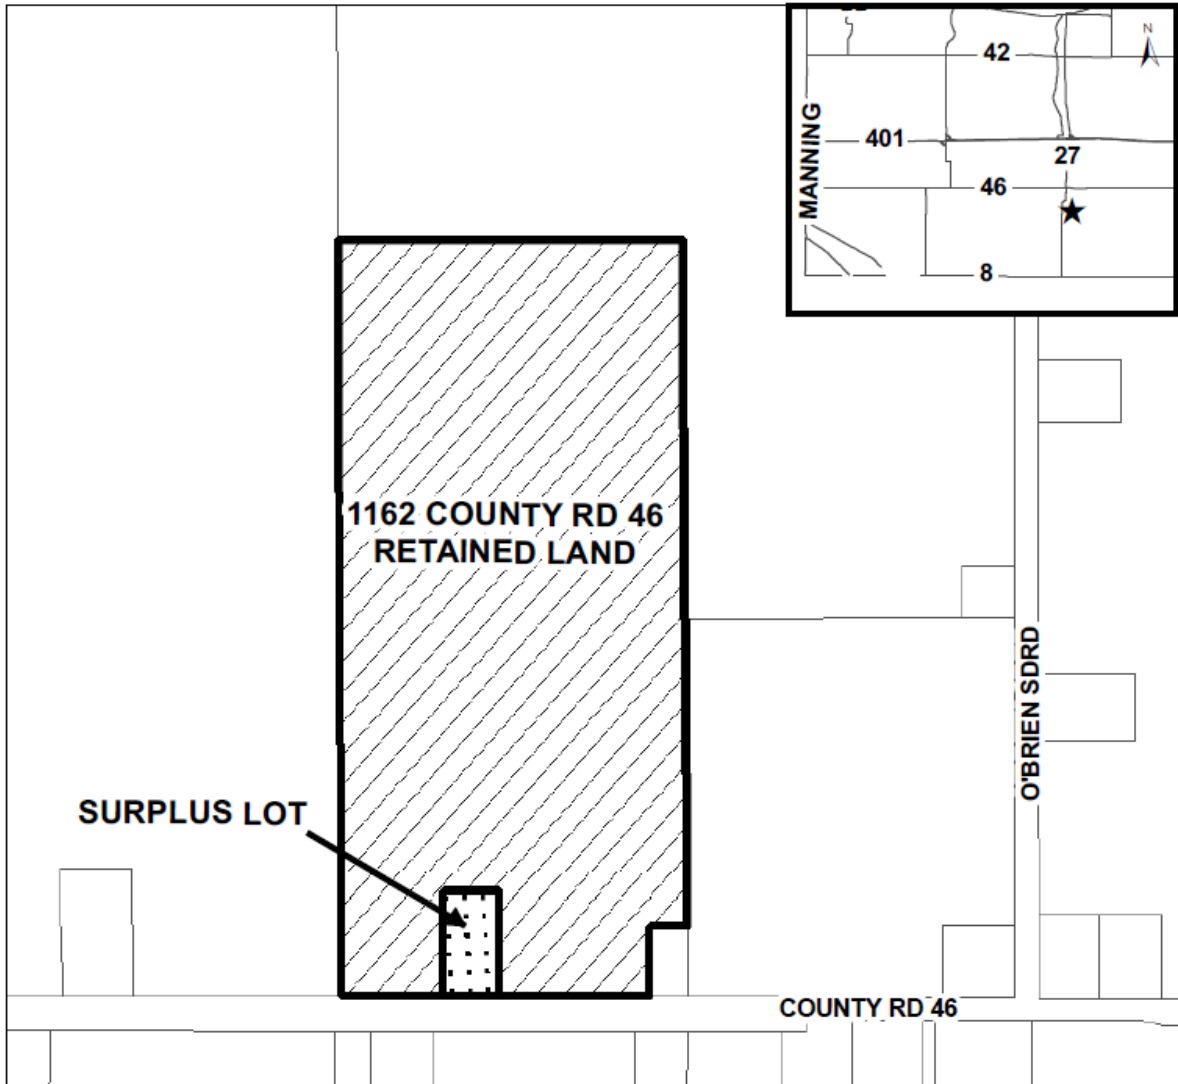 N
42
MANNING
401
27
46
8
1162 COUNTY RD 46
RETAINED LAND
O'BRIEN SDRD
SURPLUS LOT
COUNTY RD 46